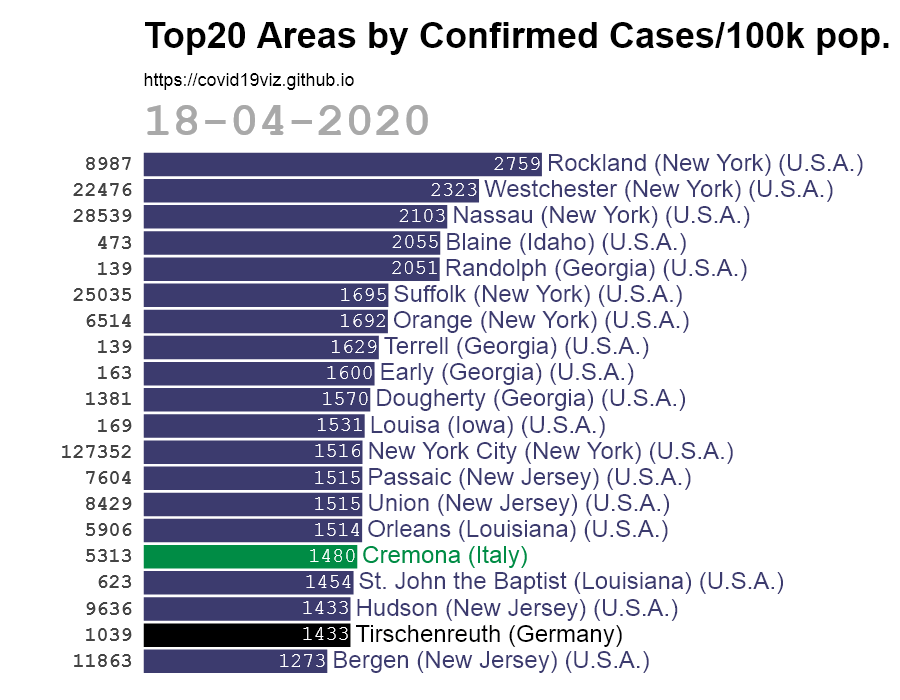 Top20 Areas by Confirmed Cases/100k pop.
https://covid19viz.github.io
18-04-2020
8987 2759 Rockland (New York) (U.S.A.)
22476 2323 Westchester (New York) (U.S.A.)
28539 2103 Nassau (New York) (U.S.A.)
473 2055 Blaine (Idaho) (U.S.A.)
139 2051 Randolph (Georgia) (U.S.A.)
25035 1695 Suffolk (New York) (U.S.A.)
6514 1692 Orange (New York) (U.S.A.)
139 1629 Terrell (Georgia) (U.S.A.)
163 1600 Early (Georgia) (U.S.A.)
1381 1570 Dougherty (Georgia) (U.S.A.)
169 1531 Louisa (Iowa) (U.S.A.)
127352 1516 New York City (New York) (U.S.A.)
7604 1515 Passaic (New Jersey) (U.S.A.)
8429 1515 Union (New Jersey) (U.S.A.)
5906 1514 Orleans (Louisiana) (U.S.A.)
5313 1480 Cremona (Italy)
623 1454 St. John the Baptist (Louisiana) (U.S.A.)
9636 1433 Hudson (New Jersey) (U.S.A.)
1039 1433 Tirschenreuth (Germany)
11863 1273 Bergen (New Jersey) (U.S.A.)